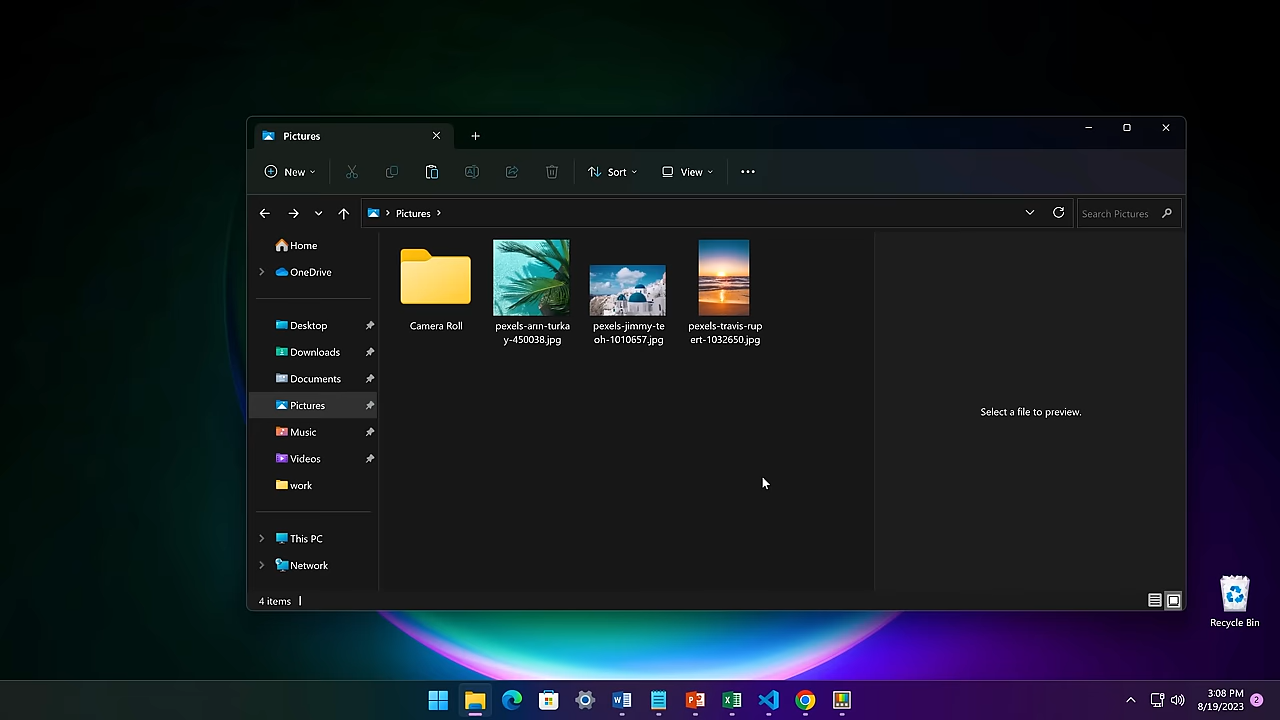 Pictures
New
Sort
View
Pictures
Search Pictures
Home
OneDrive
Desktop
Downloads
Documents
Pictures
Music
Videos
work
This PC
Network
Camera Roll
pexels-ann-turka
y-450038.jpg
pexels-jimmy-te
oh-1010657.jpg
pexels-travis-rup
ert-1032650.jpg
Select a file to preview.
4 items
Recycle Bin
3:08 PM
8/19/2023
2